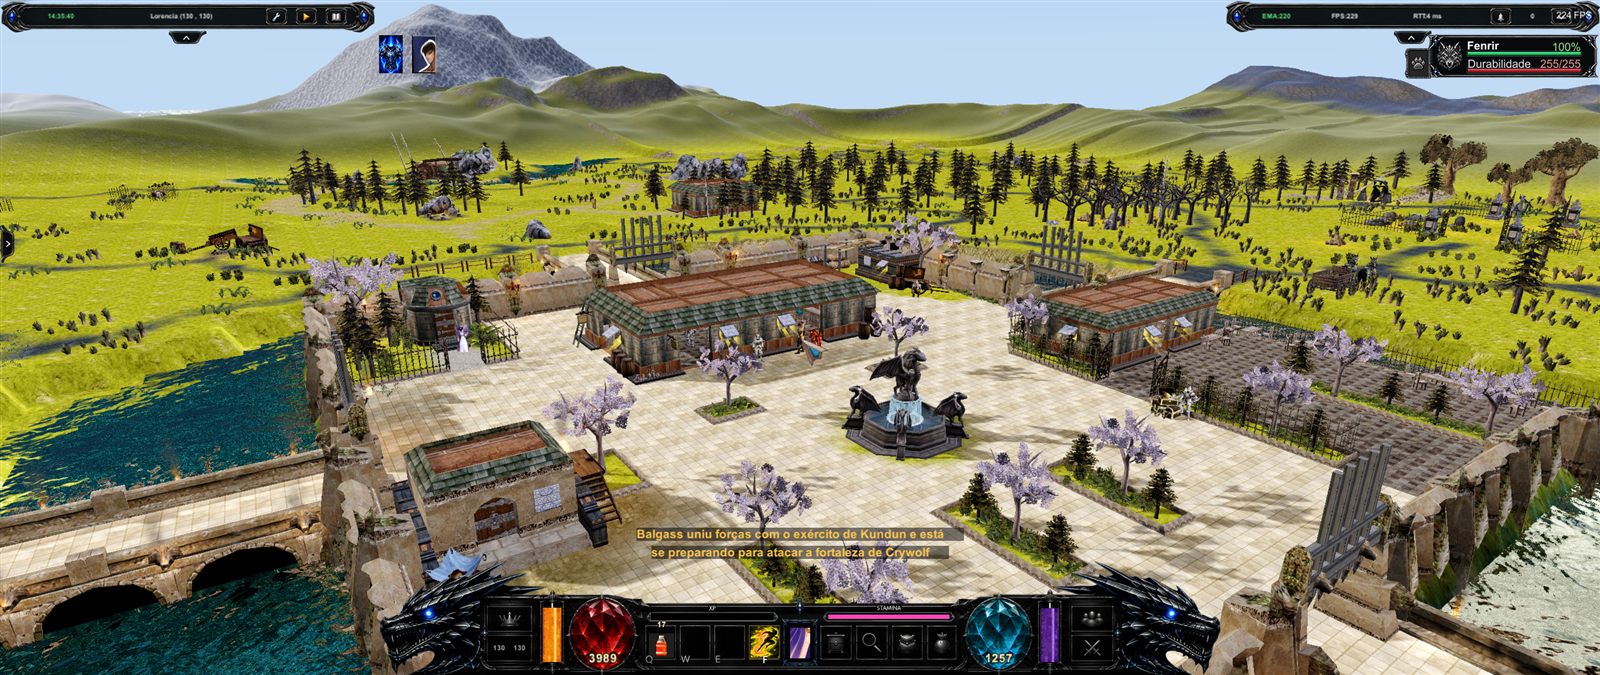 14:35:40
Lorencia (130 , 130)
EMA:220
FPS:229
RTT:4 ms
0
224 FPS
Fenrir
100%
Durabilidade
255/255
Balgass uniu forças com o exército de Kundun e está
se preparando para atacar a fortaleza de Crywolf
XP
STAMINA
17
130
130
3989
Q
W
E
F
1257